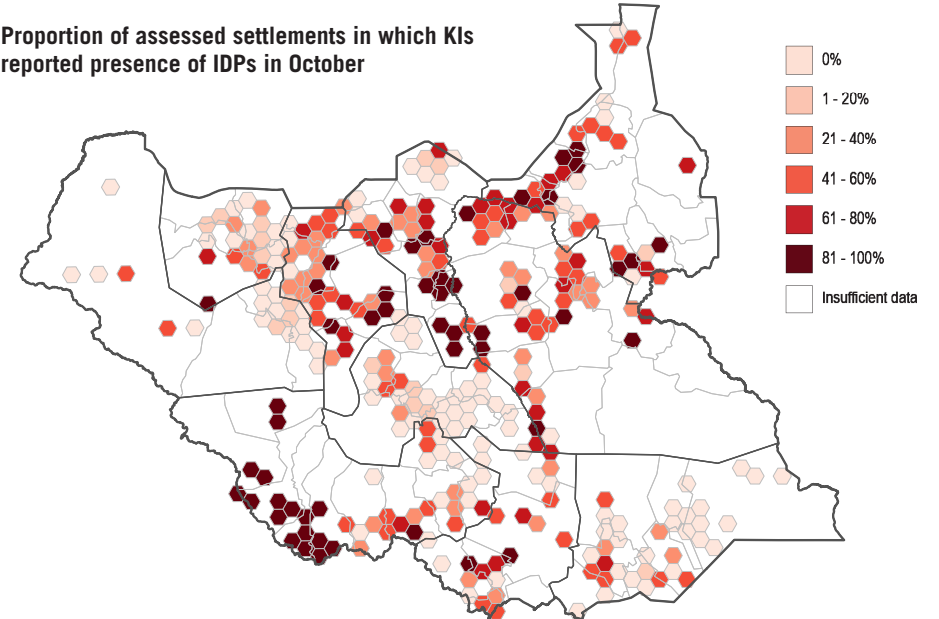 Proportion of assessed settlements in which KIs
reported presence of IDPs in October
0%
1 - 20%
21 - 40%
41 - 60%
61 - 80%
81 - 100%
Insufficient data